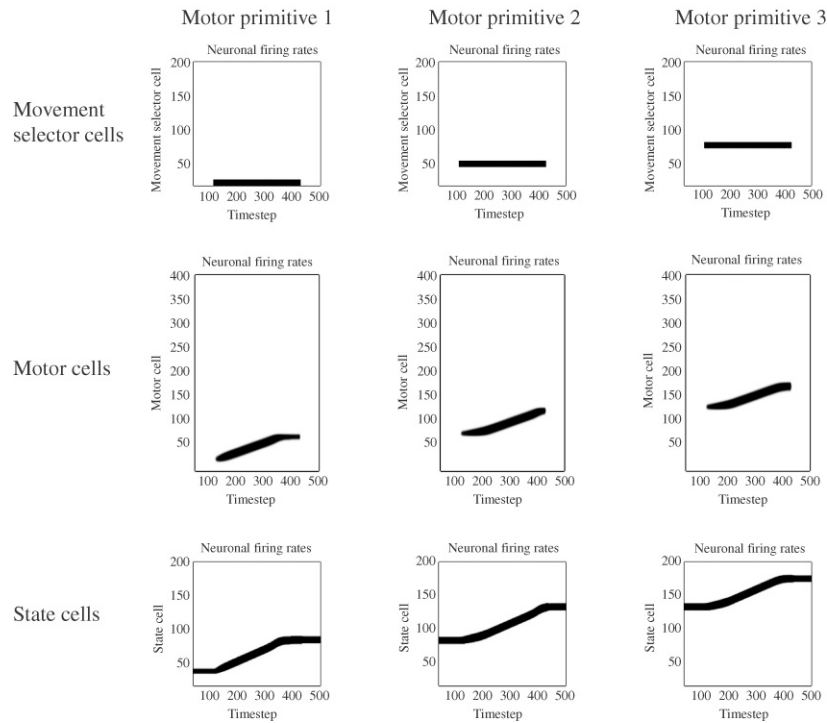 Motor primitive 1
Motor primitive 2
Motor primitive 3
Movement
selector cells
Neuronal firing rates
200
150
100
50
Movement selector cell
100 200 300 400 500
Timestep
Neuronal firing rates
200
150
100
50
Movement selector cell
100 200 300 400 500
Timestep
Neuronal firing rates
200
150
100
50
Movement selector cell
100 200 300 400 500
Timestep
Motor cells
Neuronal firing rates
400
350
300
250
200
150
100
50
Motor cell
100 200 300 400 500
Timestep
Neuronal firing rates
400
350
300
250
200
150
100
50
Motor cell
100 200 300 400 500
Timestep
Neuronal firing rates
400
350
300
250
200
150
100
50
Motor cell
100 200 300 400 500
Timestep
State cells
Neuronal firing rates
200
150
100
50
State cell
100 200 300 400 500
Timestep
Neuronal firing rates
200
150
100
50
State cell
100 200 300 400 500
Timestep
Neuronal firing rates
200
150
100
50
State cell
100 200 300 400 500
Timestep